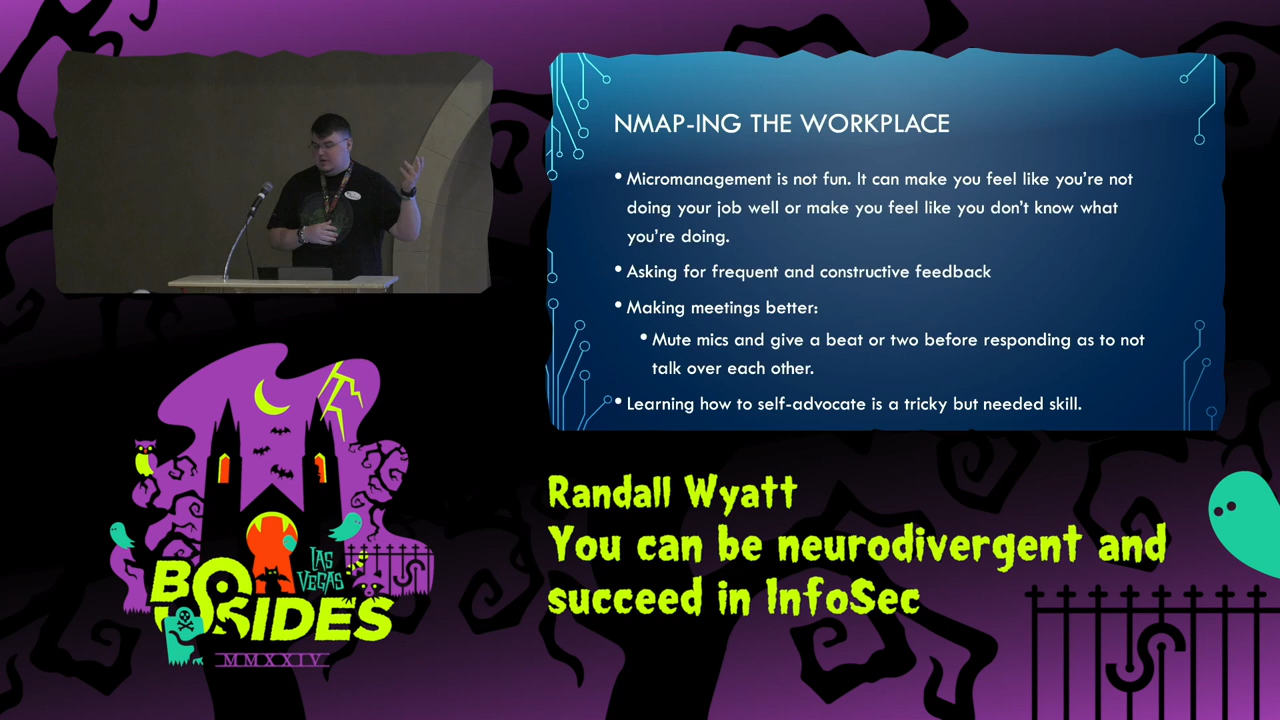 NMAP-ING THE WORKPLACE
• Micromanagement is not fun. It can make you feel like you're not
doing your job well or make you feel like you don't know what
you're doing.
• Asking for frequent and constructive feedback
• Making meetings better:
• Mute mics and give a beat or two before responding as to not
talk over each other.
• Learning how to self-advocate is a tricky but needed skill.
Randall Wyatt
You can be neurodivergent and
succeed in InfoSec
LAS
VEGAS
BSIDES
MMXXIV